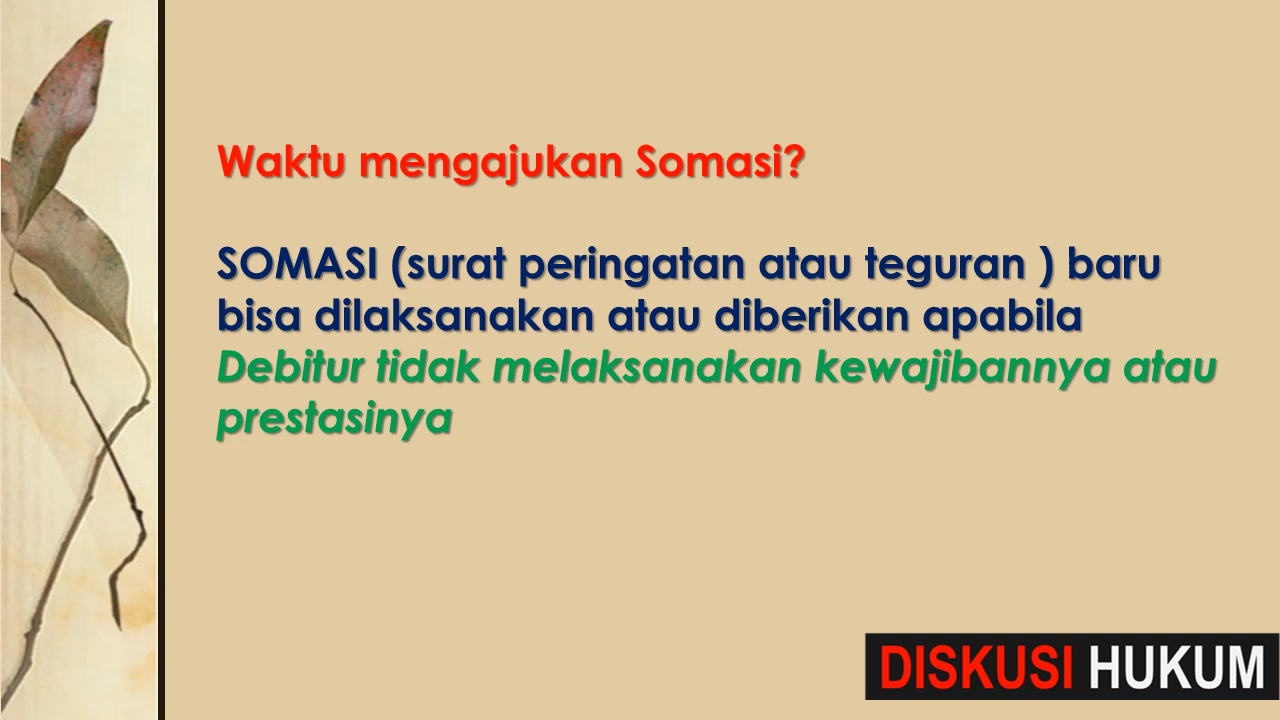 Waktu mengajukan Somasi?
SOMASI (surat peringatan atau teguran ) baru
bisa dilaksanakan atau diberikan apabila
Debitur tidak melaksanakan kewajibannya atau
prestasinya
DISKUSI HUKUM